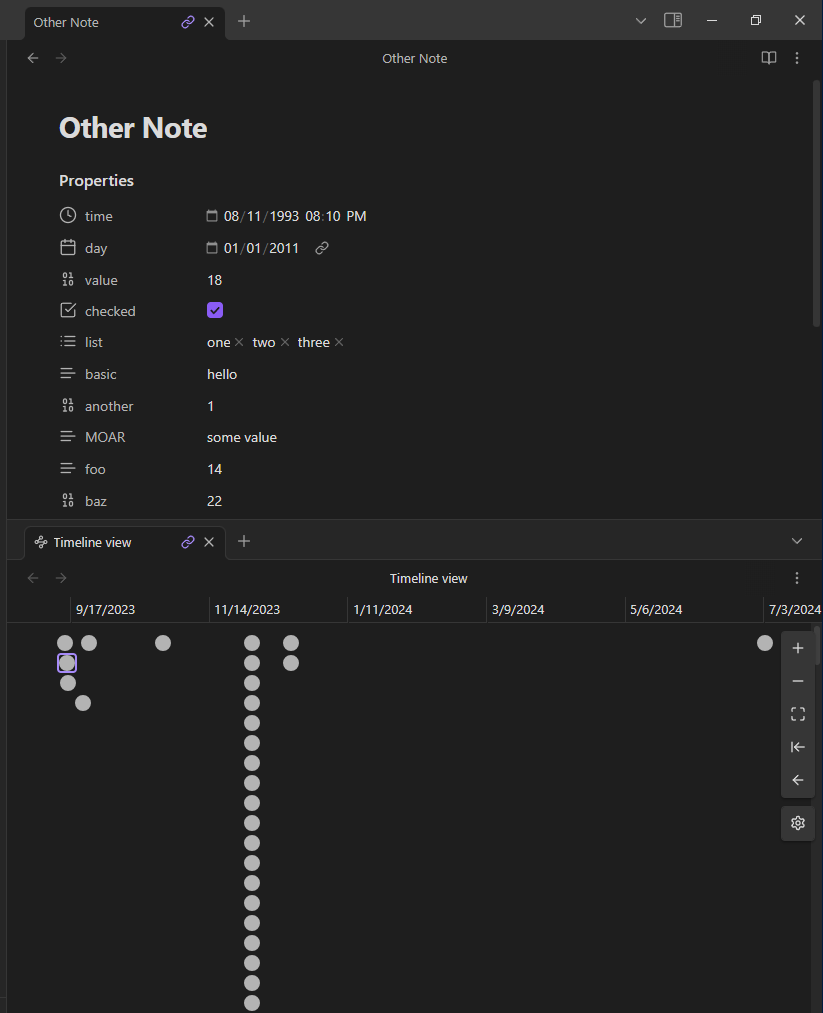 Other Note
Other Note
Other Note
Properties
time 08/11/1993 08:10 PM
day 01/01/2011
value 18
checked
list one two three
basic hello
another 1
MOAR some value
foo 14
baz 22
Timeline view
Timeline view
9/17/2023 11/14/2023 1/11/2024 3/9/2024 5/6/2024 7/3/2024